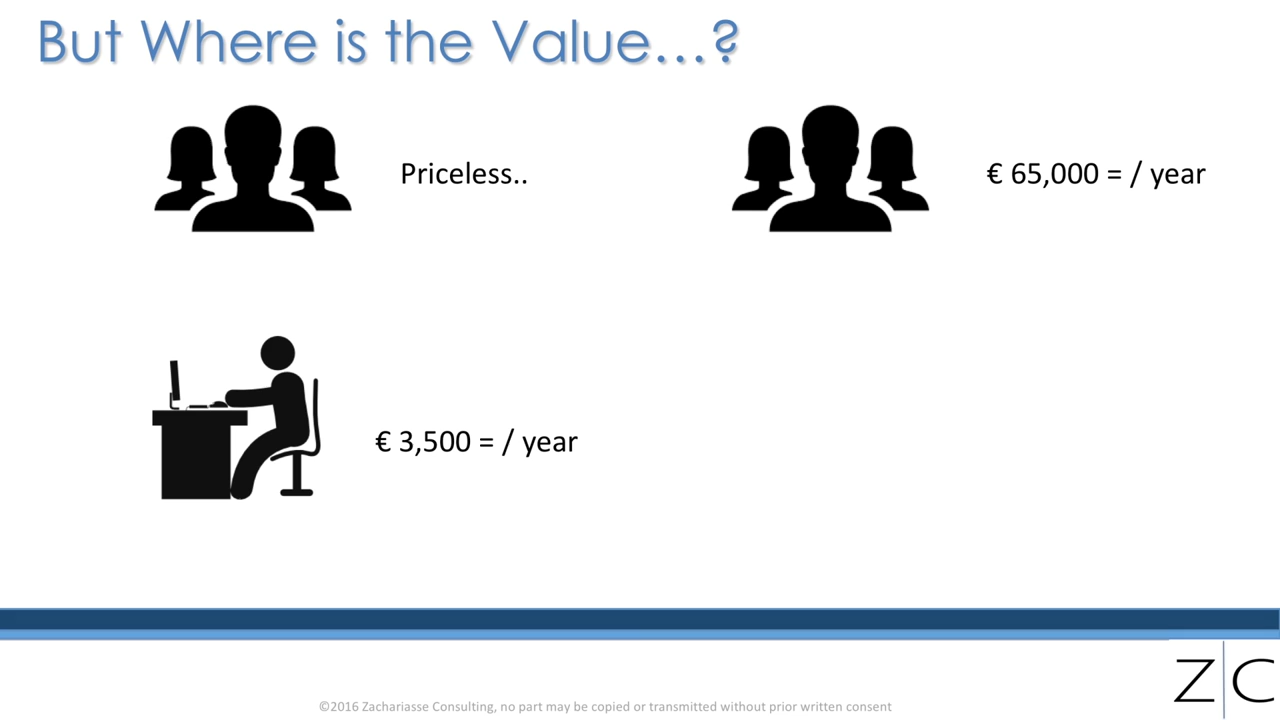 But Where is the Value…?
Priceless..
€ 65,000 = / year
€ 3,500 = / year
Z|C
©2016 Zachariasse Consulting, no part may be copied or transmitted without prior written consent